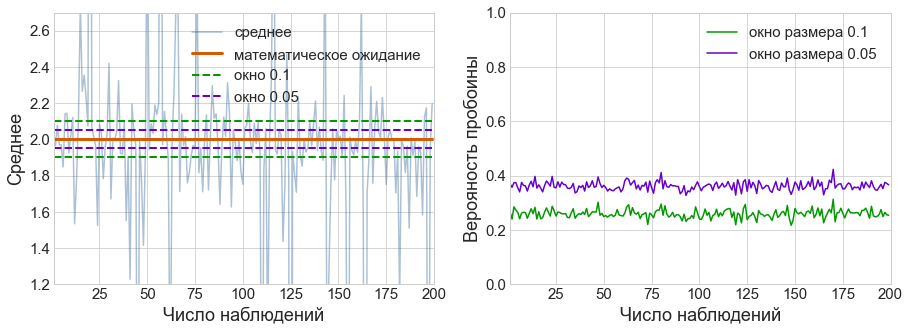 2.6
2.4
2.2
2.0
1.8
1.6
1.4
1.2
Среднее
среднее
математическое ожидание
окно 0.1
окно 0.05
25 50 75 100 125 150 175 200
Число наблюдений
1.0
0.8
0.6
0.4
0.2
0.0
Верояность пробоины
окно размера 0.1
окно размера 0.05
25 50 75 100 125 150 175 200
Число наблюдений